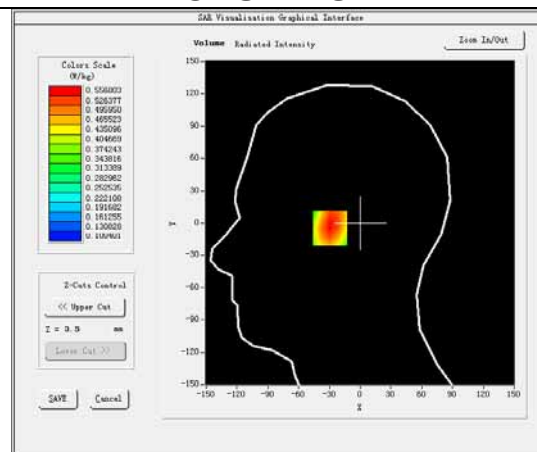 SAR Visualisation Graphical Interface
Volume Radiated Intensity
Zoom In/Out
Colors Scale
(W/kg)
0.556803
0.526377
0.495950
0.465523
0.435096
0.404669
0.374243
0.343816
0.313389
0.282962
0.252535
0.222108
0.191682
0.161255
0.130828
Z-Cuts Control
<< Upper Cut
Z = 3.5 mm
Lower Cut >>
SAVE
Cancel
150
120
90
60
30
0
-30
-60
-90
-120
-150
Y
-150 -120 -90 -60 -30 0 30 60 90 120 150
X